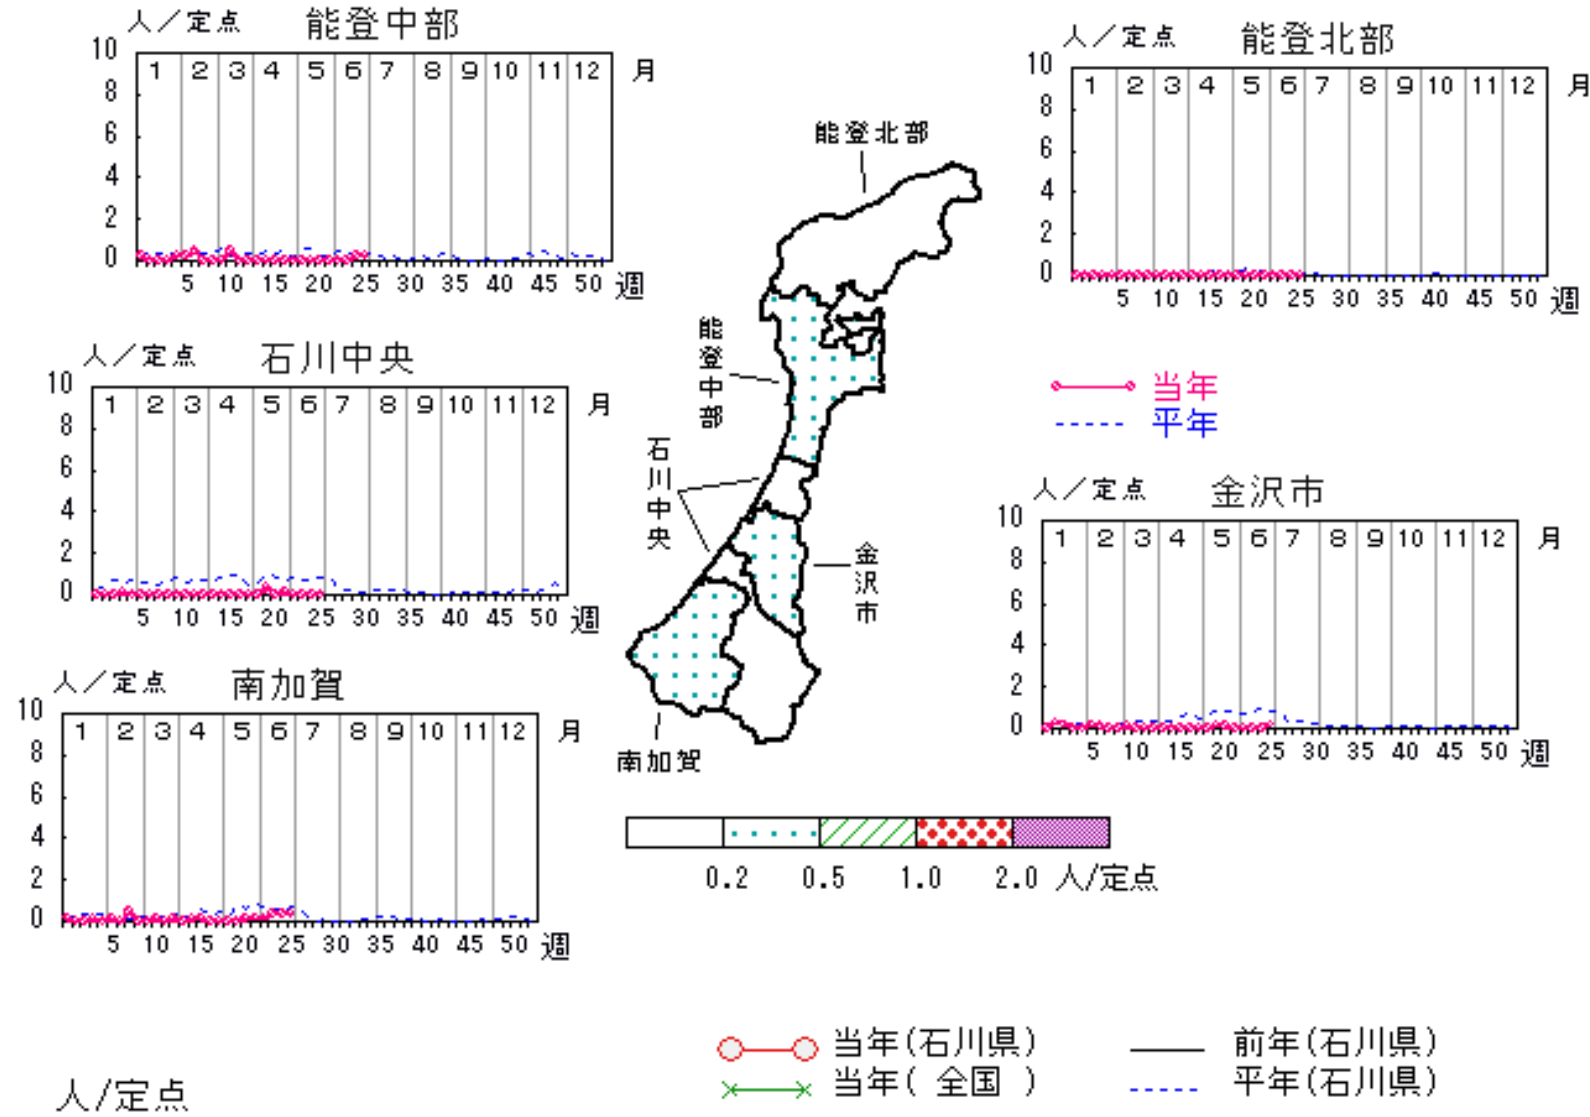 人/定点 能登中部
10
8
6
4
2
0
1 2 3 4 5 6 7 8 9 10 11 12 月
5 10 15 20 25 30 35 40 45 50 週
人/定点 能登北部
10
8
6
4
2
0
1 2 3 4 5 6 7 8 9 10 11 12 月
5 10 15 20 25 30 35 40 45 50 週
人/定点 石川中央
10
8
6
4
2
0
1 2 3 4 5 6 7 8 9 10 11 12 月
5 10 15 20 25 30 35 40 45 50 週
能登北部
能登中部
石川中央
金沢市
南加賀
当年
平年
人/定点 金沢市
10
8
6
4
2
0
1 2 3 4 5 6 7 8 9 10 11 12 月
5 10 15 20 25 30 35 40 45 50 週
人/定点 南加賀
10
8
6
4
2
0
1 2 3 4 5 6 7 8 9 10 11 12 月
5 10 15 20 25 30 35 40 45 50 週
0.2 0.5 1.0 2.0 人/定点
当年(石川県) 前年(石川県)
当年( 全国 ) 平年(石川県)
人/定点